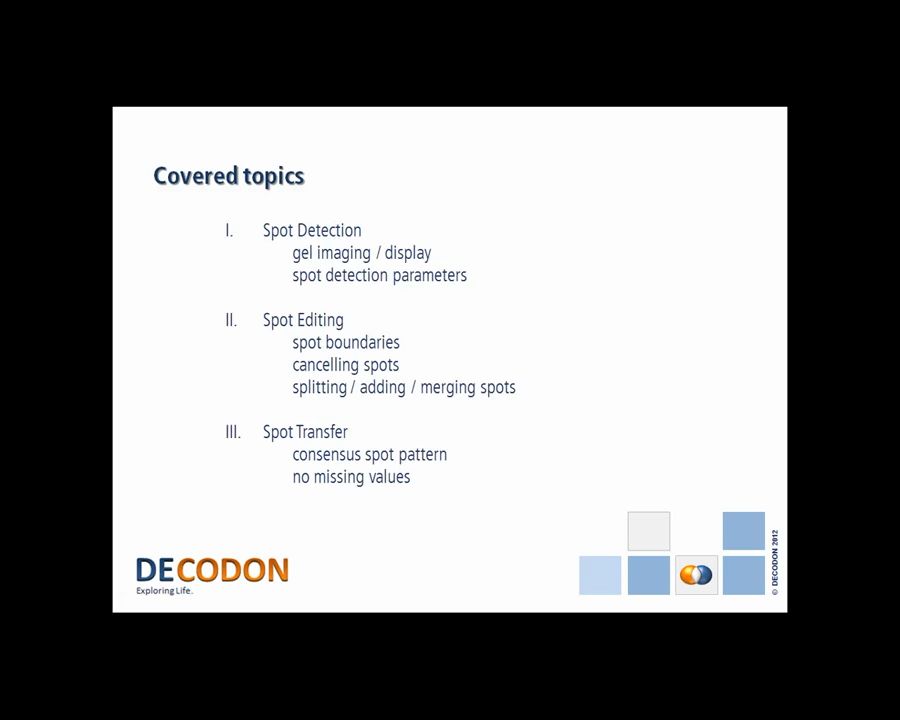 Covered topics
I. Spot Detection
gel imaging / display
spot detection parameters
II. Spot Editing
spot boundaries
cancelling spots
splitting / adding / merging spots
III. Spot Transfer
consensus spot pattern
no missing values
DECODON
Exploring Life.
© DECODON 2012